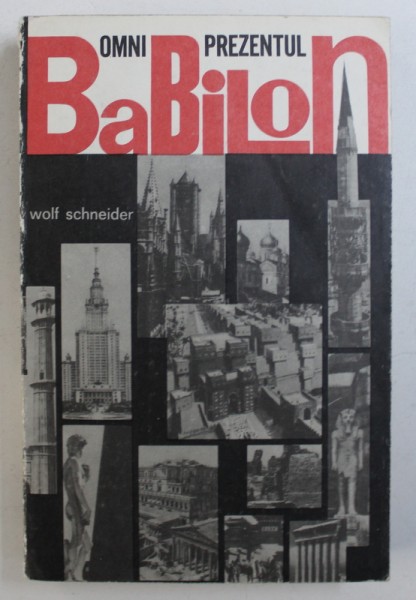 OMNI PREZENTUL
BaBiLon
wolf schneider